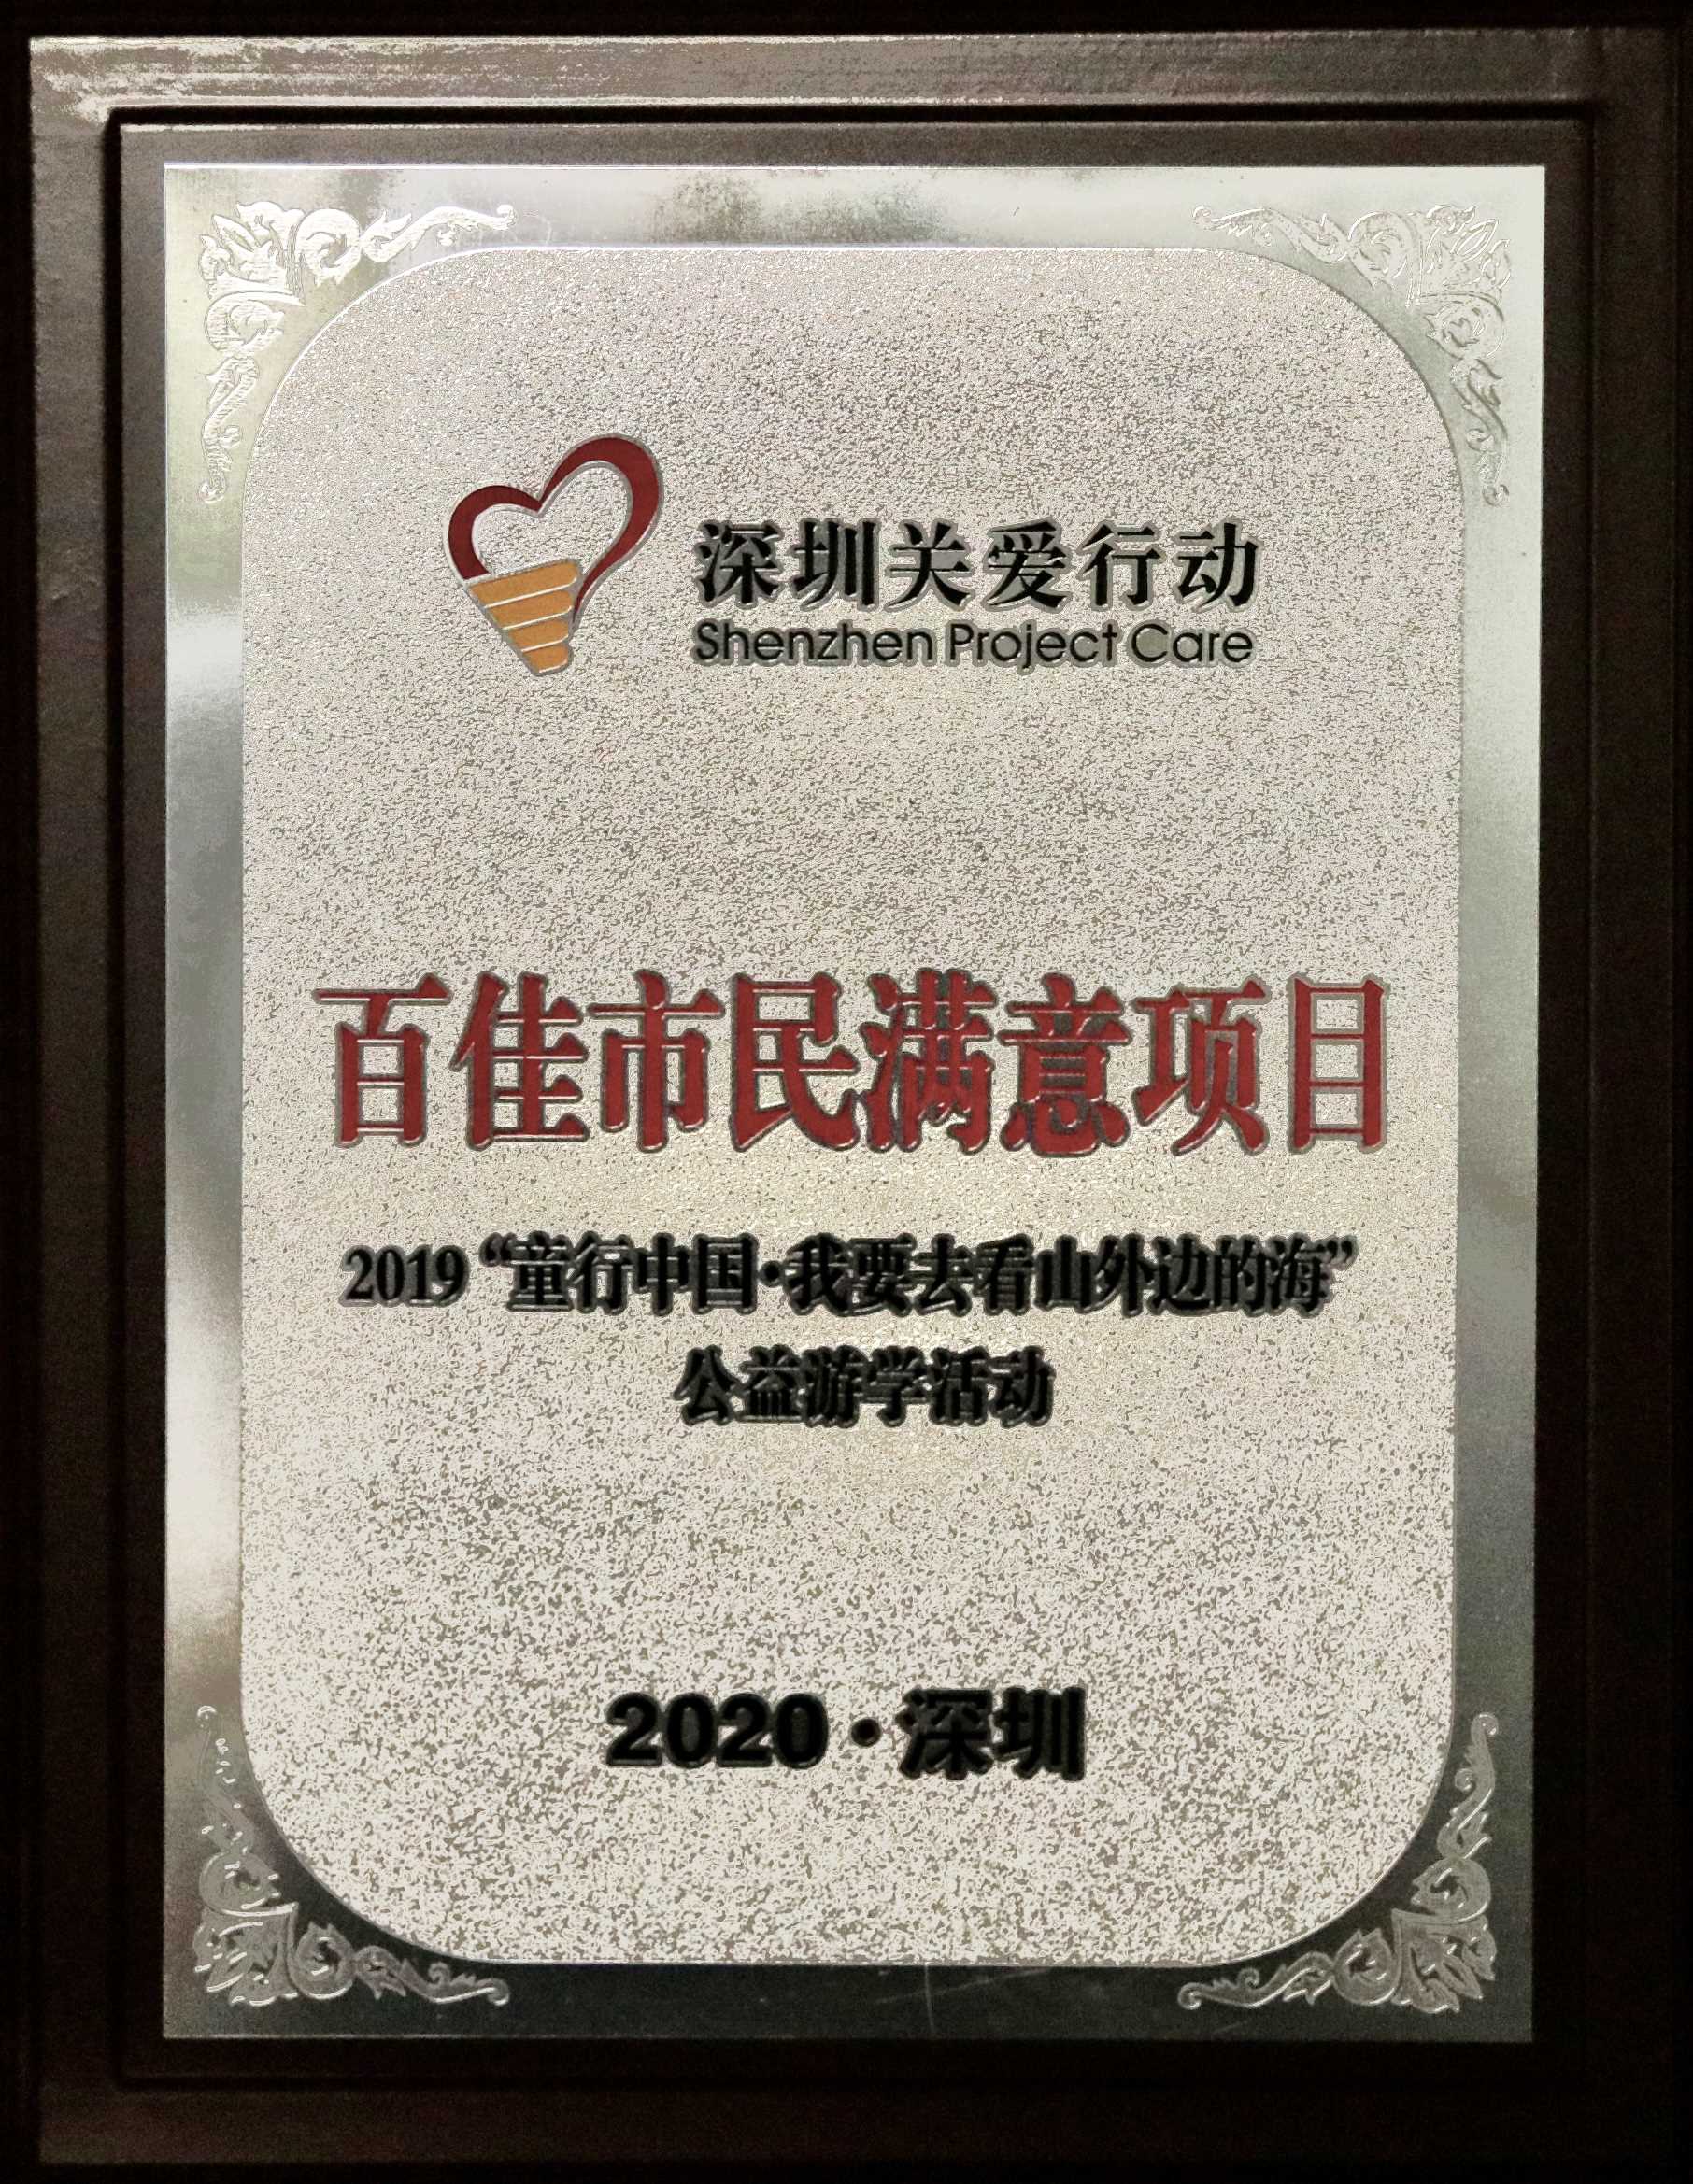 深圳关爱行动
Shenzhen Project Care
百佳市民满意项目
2019“童行中国·我要去看山外边的海”
公益游学活动
2020·深圳